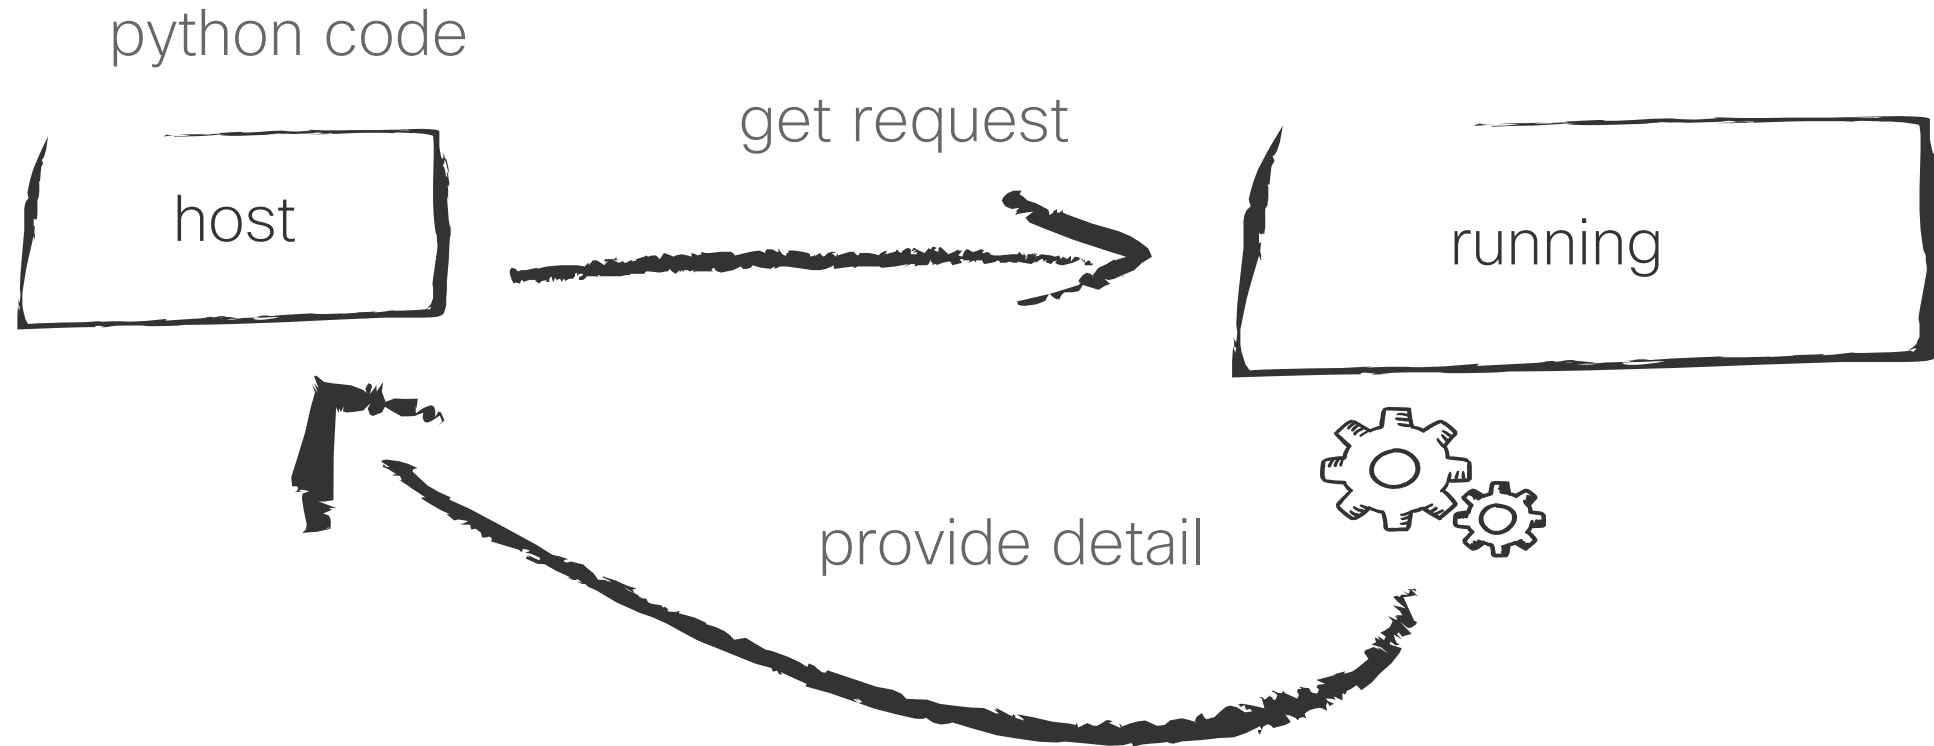 python code
get request
host
running
provide detail